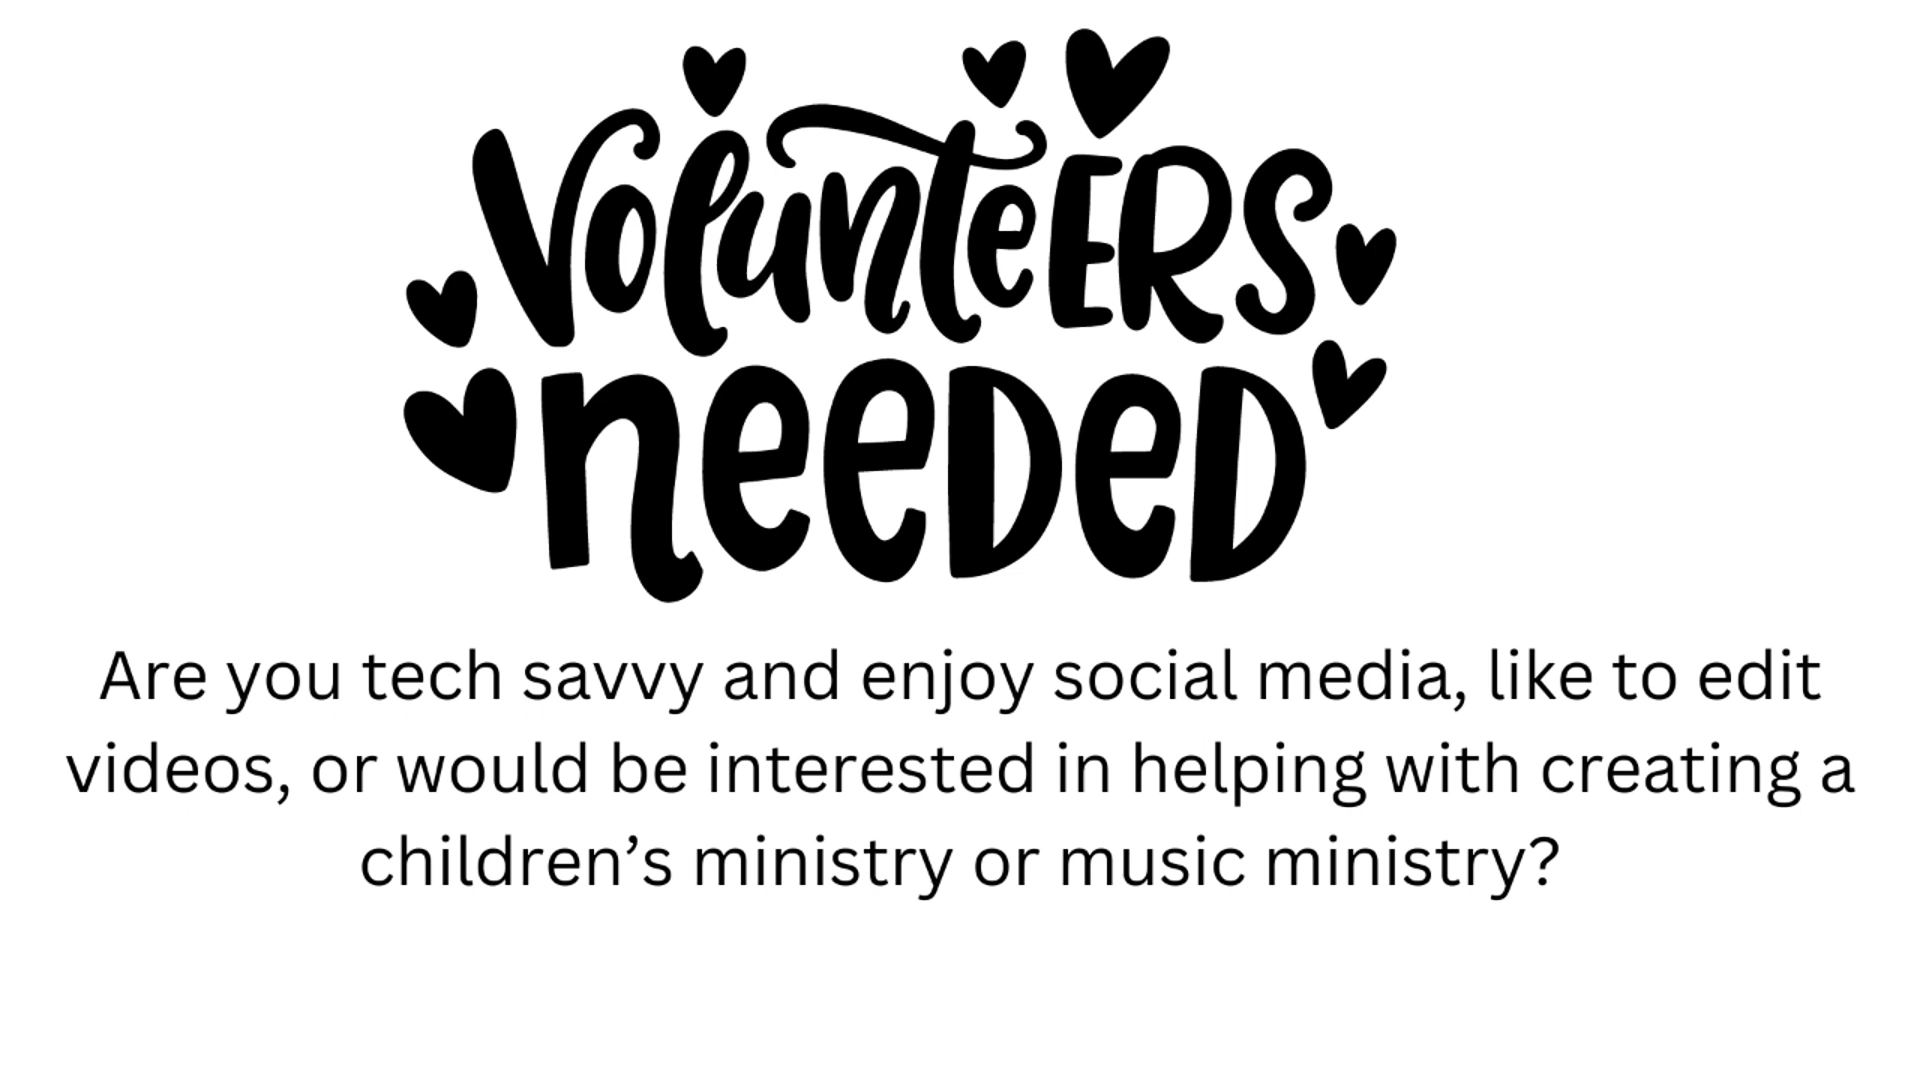 VolunteERS
neeDeD
Are you tech savvy and enjoy social media, like to edit
videos, or would be interested in helping with creating a
children’s ministry or music ministry?